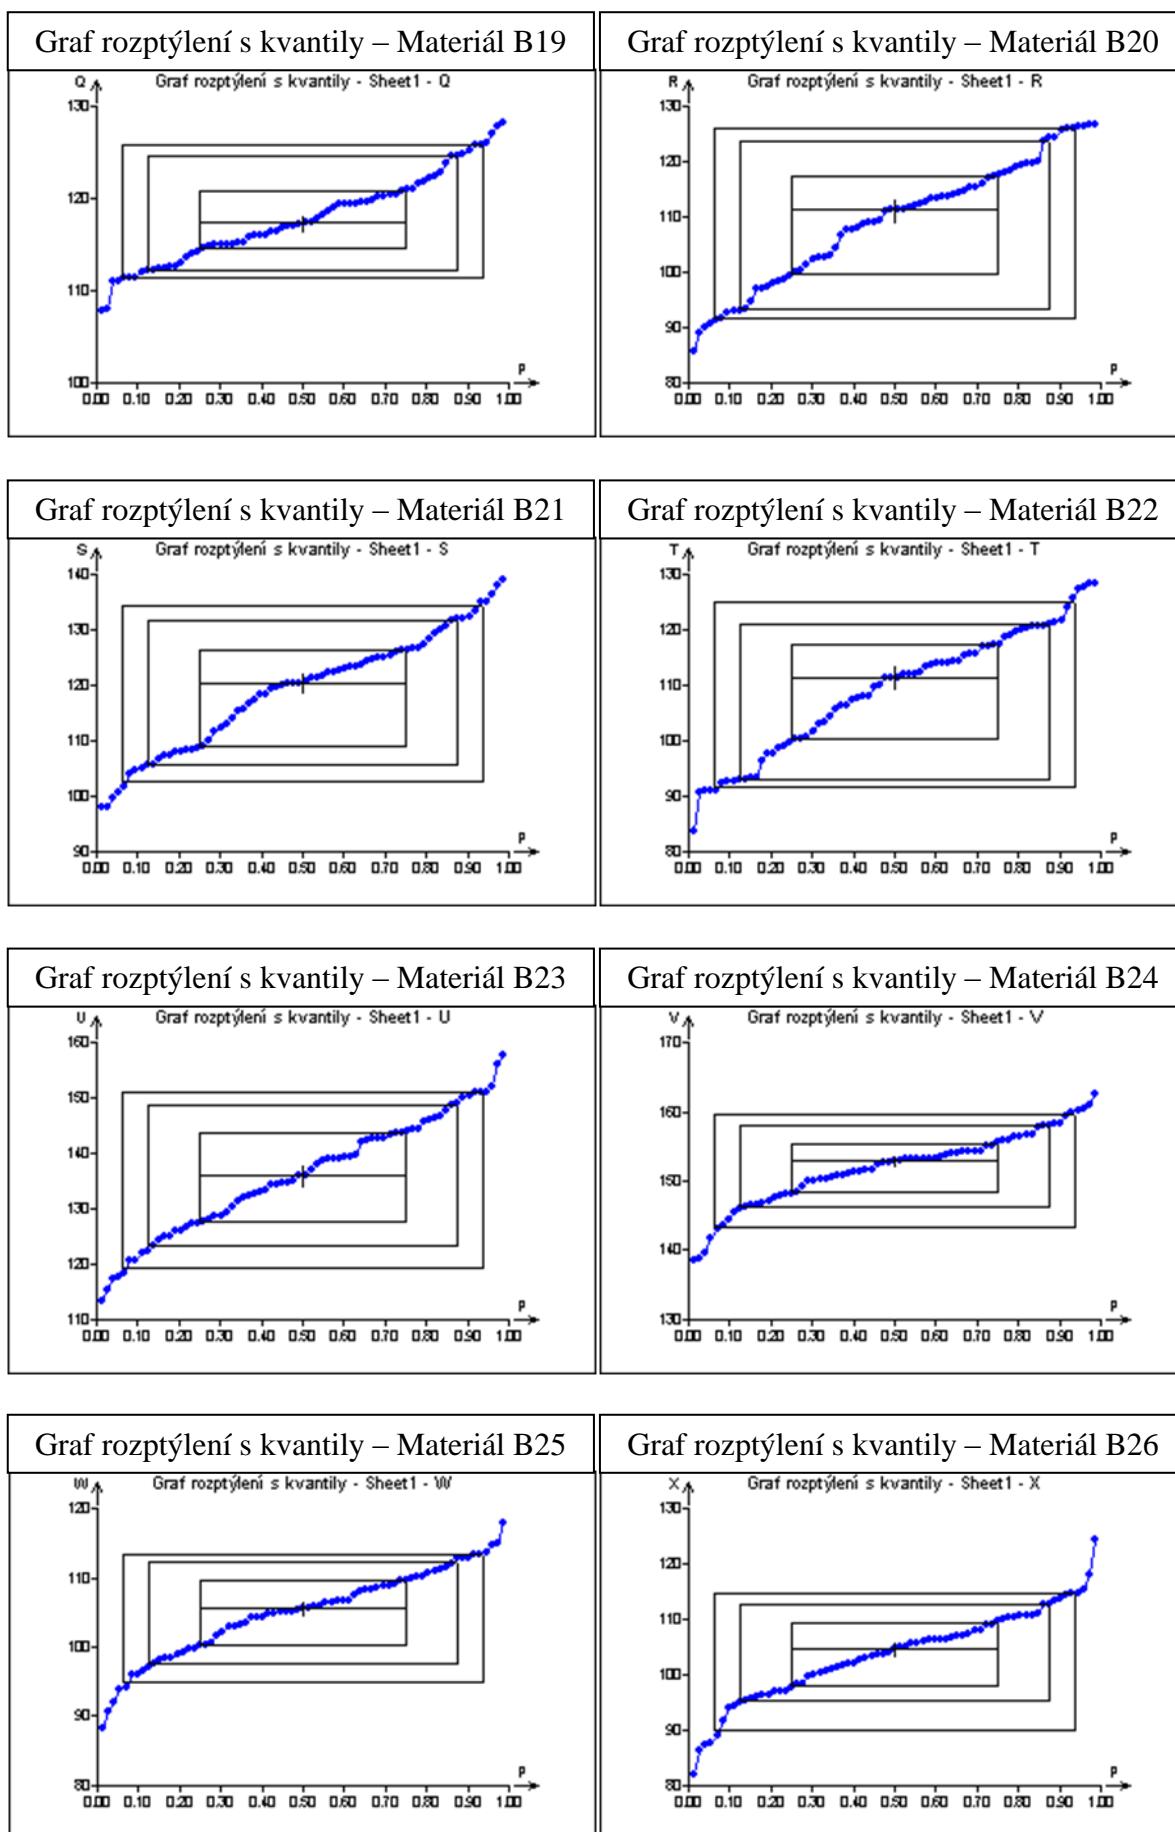 Graf rozptýlení s kvantily – Materiál B19
Graf rozptýlení s kvantily – Materiál B20
Q
Graf rozptýlení s kvantily - Sheet1 - Q
130
120
110
100
P
0.00 0.10 0.20 0.30 0.40 0.50 0.60 0.70 0.80 0.90 1.00
R
Graf rozptýlení s kvantily - Sheet1 - R
130
120
110
100
90
80
P
0.00 0.10 0.20 0.30 0.40 0.50 0.60 0.70 0.80 0.90 1.00
Graf rozptýlení s kvantily – Materiál B21
Graf rozptýlení s kvantily – Materiál B22
S
Graf rozptýlení s kvantily - Sheet1 - S
140
130
120
110
100
90
P
0.00 0.10 0.20 0.30 0.40 0.50 0.60 0.70 0.80 0.90 1.00
T
Graf rozptýlení s kvantily - Sheet1 - T
130
120
110
100
90
80
P
0.00 0.10 0.20 0.30 0.40 0.50 0.60 0.70 0.80 0.90 1.00
Graf rozptýlení s kvantily – Materiál B23
Graf rozptýlení s kvantily – Materiál B24
U
Graf rozptýlení s kvantily - Sheet1 - U
160
150
140
130
120
110
P
0.00 0.10 0.20 0.30 0.40 0.50 0.60 0.70 0.80 0.90 1.00
V
Graf rozptýlení s kvantily - Sheet1 - V
170
160
150
140
130
P
0.00 0.10 0.20 0.30 0.40 0.50 0.60 0.70 0.80 0.90 1.00
Graf rozptýlení s kvantily – Materiál B25
Graf rozptýlení s kvantily – Materiál B26
W
Graf rozptýlení s kvantily - Sheet1 - W
120
110
100
90
80
P
0.00 0.10 0.20 0.30 0.40 0.50 0.60 0.70 0.80 0.90 1.00
X
Graf rozptýlení s kvantily - Sheet1 - X
130
120
110
100
90
80
P
0.00 0.10 0.20 0.30 0.40 0.50 0.60 0.70 0.80 0.90 1.00